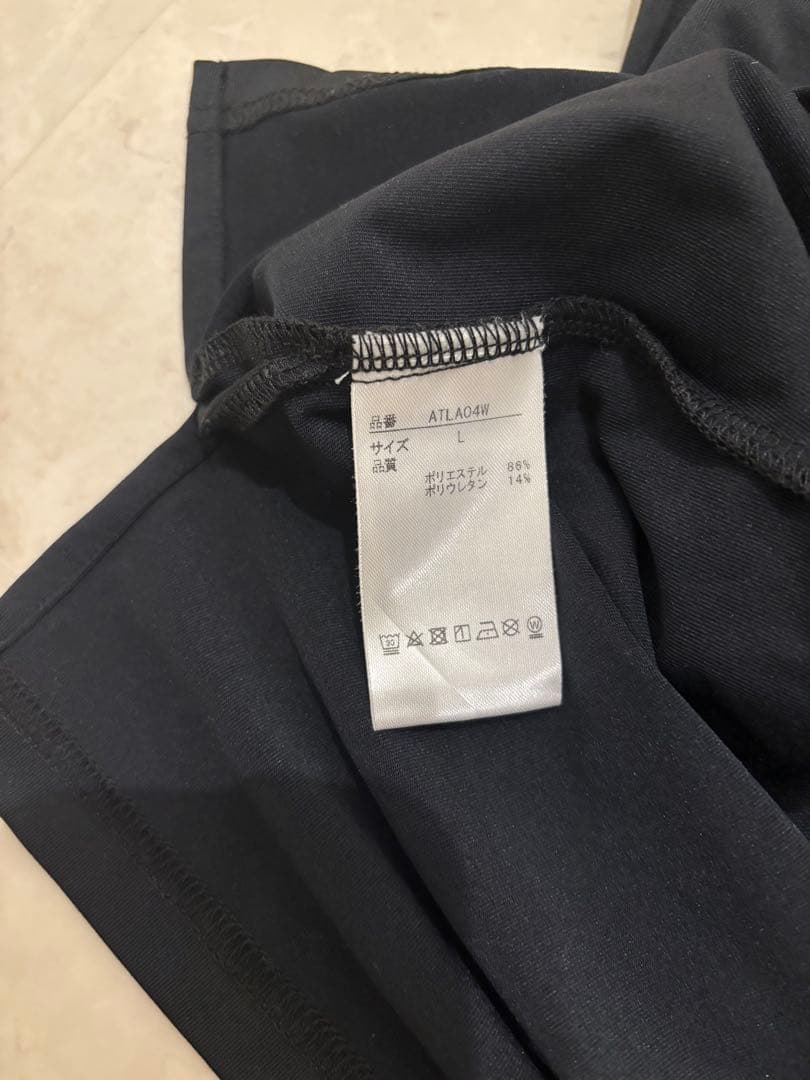 品番 ATLA04W
サイズ L
品質
ポリエステル 86%
ポリウレタン 14%
30 W